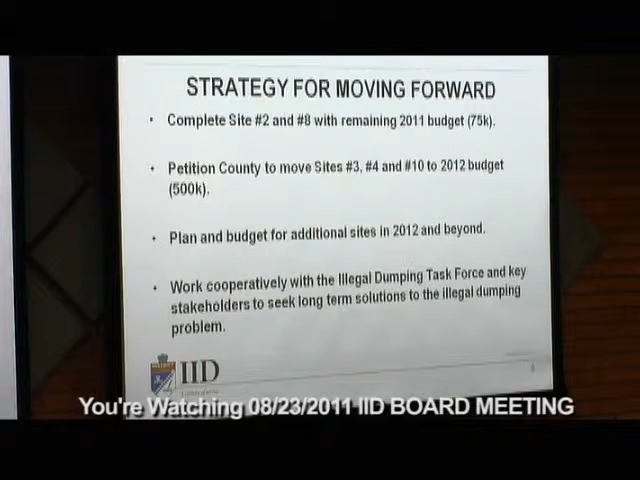 STRATEGY FOR MOVING FORWARD
• Complete Site #2 and #8 with remaining 2011 budget (75k).
• Petition County to move Sites #3, #4 and #10 to 2012 budget
(500k).
• Plan and budget for additional sites in 2012 and beyond.
• Work cooperatively with the Illegal Dumping Task Force and key
stakeholders to seek long term solutions to the illegal dumping
problem.
IID
You're Watching 08/23/2011 IID BOARD MEETING